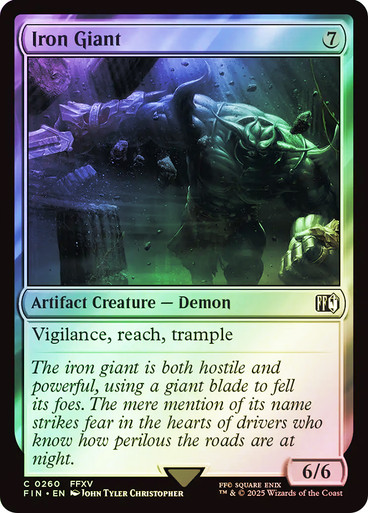 Iron Giant 7
Artifact Creature — Demon
Vigilance, reach, trample
The iron giant is both hostile and
powerful, using a giant blade to fell
its foes. The mere mention of its name
strikes fear in the hearts of drivers who
know how perilous the roads are at
night.
6/6
C 0260 FFXV
FIN • EN John Tyler Christopher
FF© SQUARE ENIX
™ & © 2025 Wizards of the Coast